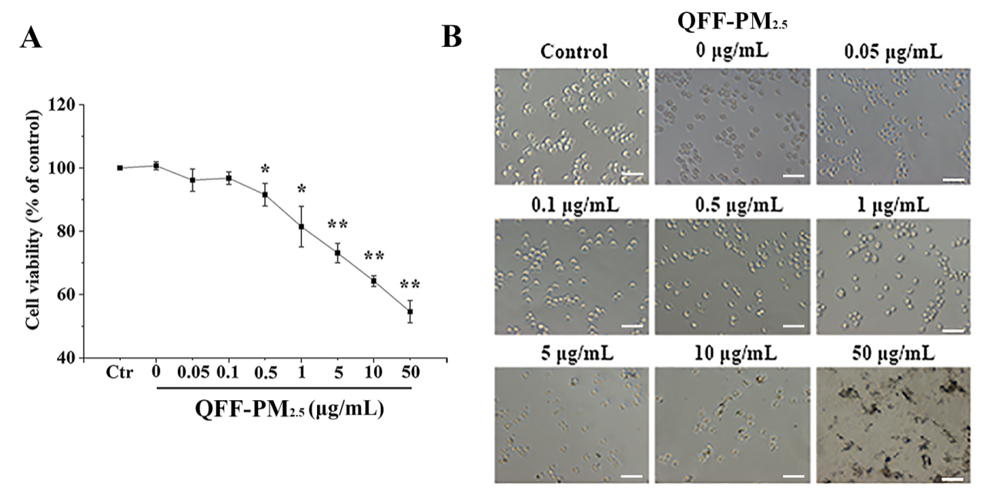 A
Cell viability (% of control)
120
100
80
60
40
*
*
**
**
**
Ctr 0 0.05 0.1 0.5 1 5 10 50
QFF-PM2.5 (μg/mL)
B
QFF-PM2.5
Control 0 μg/mL 0.05 μg/mL
0.1 μg/mL 0.5 μg/mL 1 μg/mL
5 μg/mL 10 μg/mL 50 μg/mL